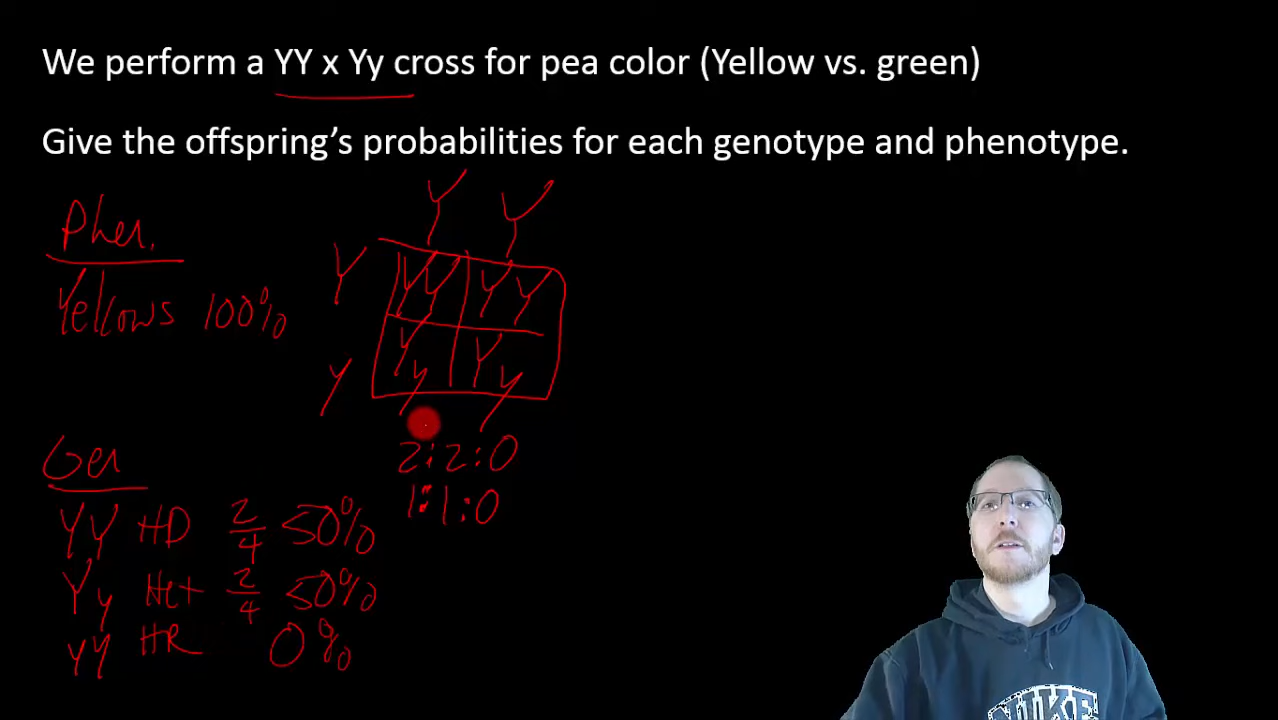 We perform a YY x Yy cross for pea color (Yellow vs. green)
Give the offspring's probabilities for each genotype and phenotype.
Phen.
Yellows 100%
Y Y
Y YY YY
y Yy Yy
2:2:0
1:1:0
Gen
YY HD 2/4 50%
Yy Het 2/4 50%
yy HR 0%
NIKE